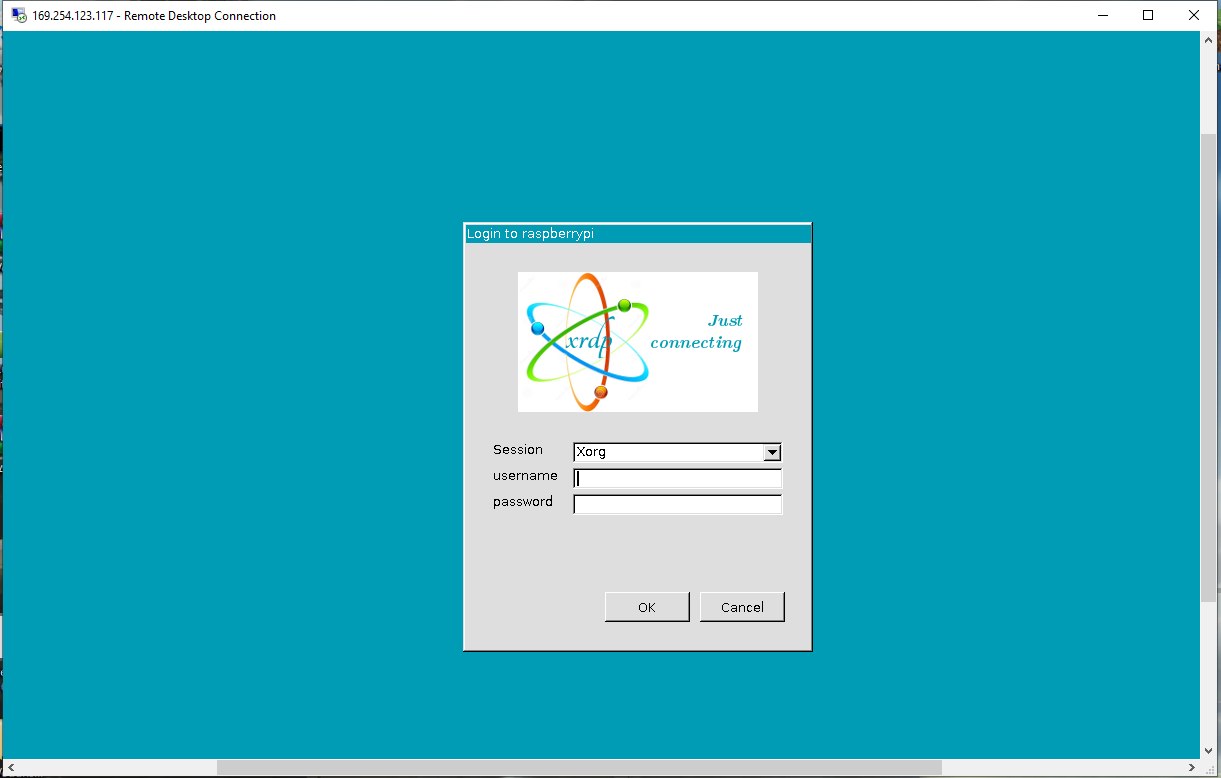 169.254.123.117 - Remote Desktop Connection
Login to raspberrypi
xrdp
Just
connecting
Session
Xorg
username
password
OK
Cancel